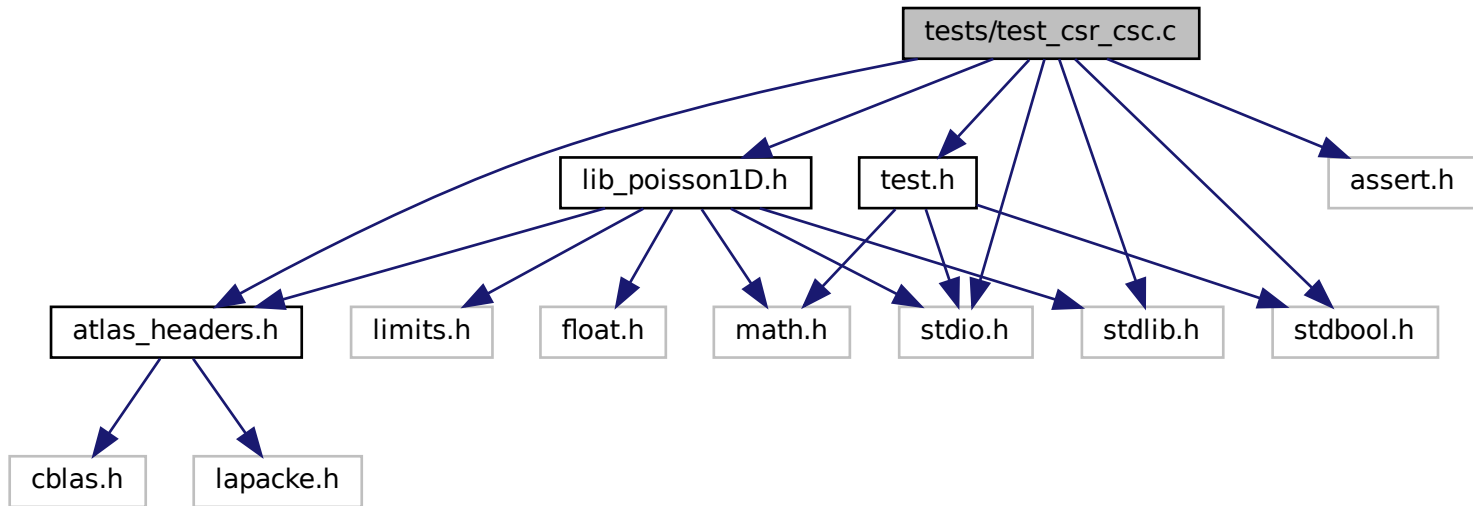 tests/test_csr_csc.c
lib_poisson1D.h
test.h
assert.h
atlas_headers.h
limits.h
float.h
math.h
stdio.h
stdlib.h
stdbool.h
cblas.h
lapacke.h